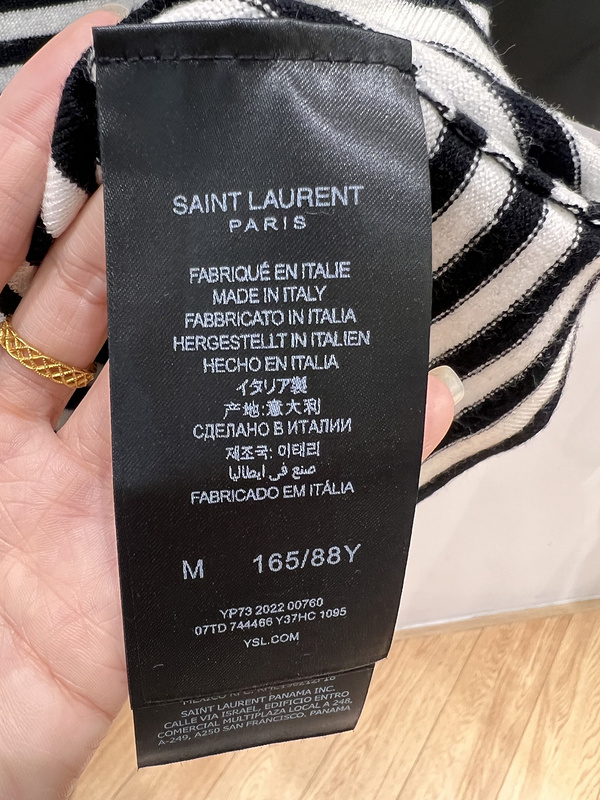 SAINT LAURENT
PARIS
FABRIQUÉ EN ITALIE
MADE IN ITALY
FABBRICATO IN ITALIA
HERGESTELLT IN ITALIEN
HECHO EN ITALIA
イタリア製
产地:意大利
СДЕЛАНО В ИТАЛИИ
제조국: 이태리
صنع في ايطاليا
FABRICADO EM ITÁLIA
M 165/88Y
YP73 2022 00760
07TD 744466 Y37HC 1095
YSL.COM
SAINT LAURENT PANAMA INC.
CALLE VIA ISRAEL, EDIFICIO ENTRO
COMERCIAL MULTIPLAZA LOCAL A 248,
A-249, A250 SAN FRANCISCO. PANAMA